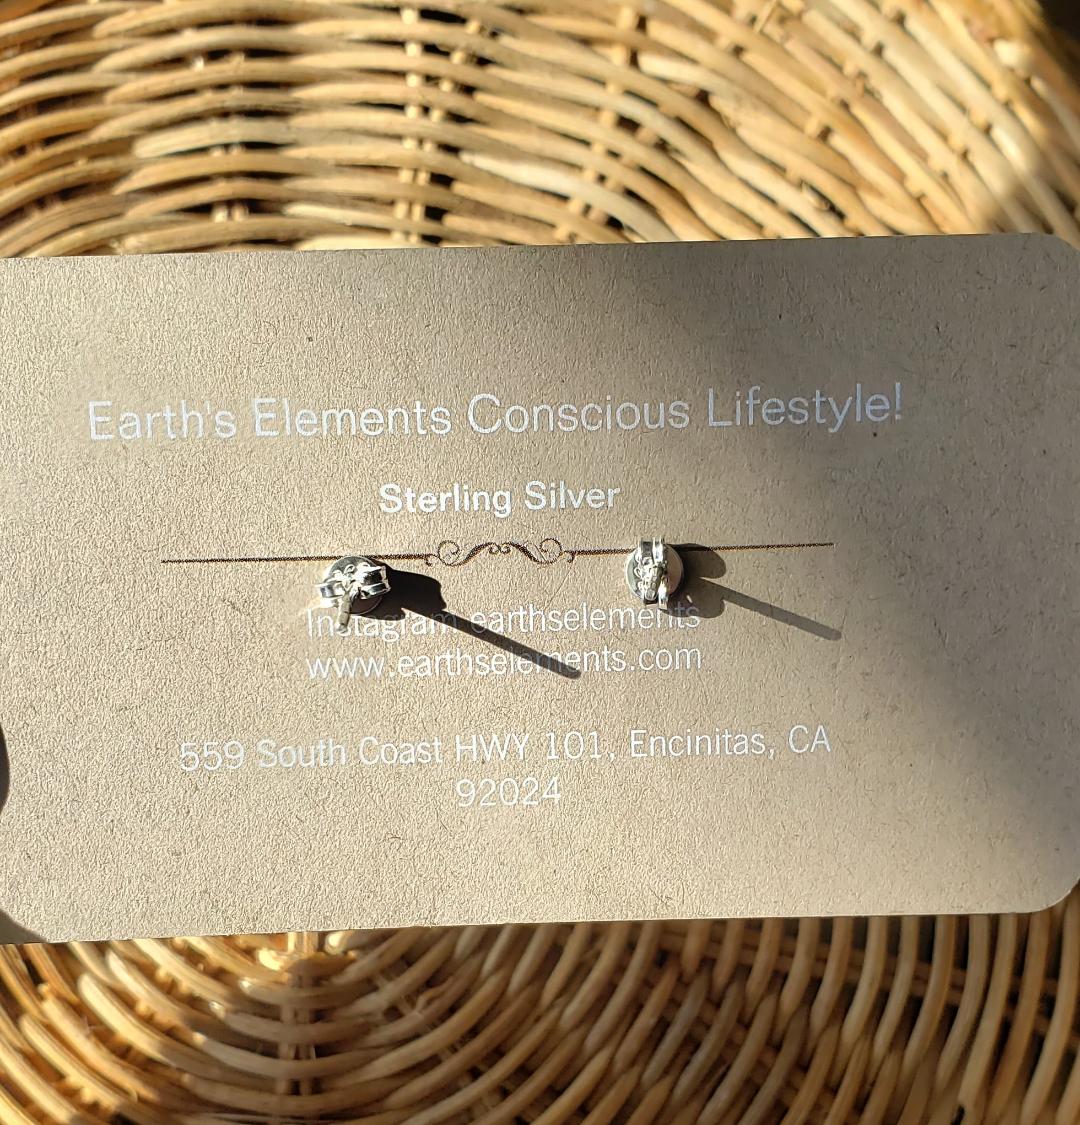 Earth's Elements Conscious Lifestyle!
Sterling Silver
Instagram earthselements
www.earthselements.com
559 South Coast HWY 101, Encinitas, CA
92024